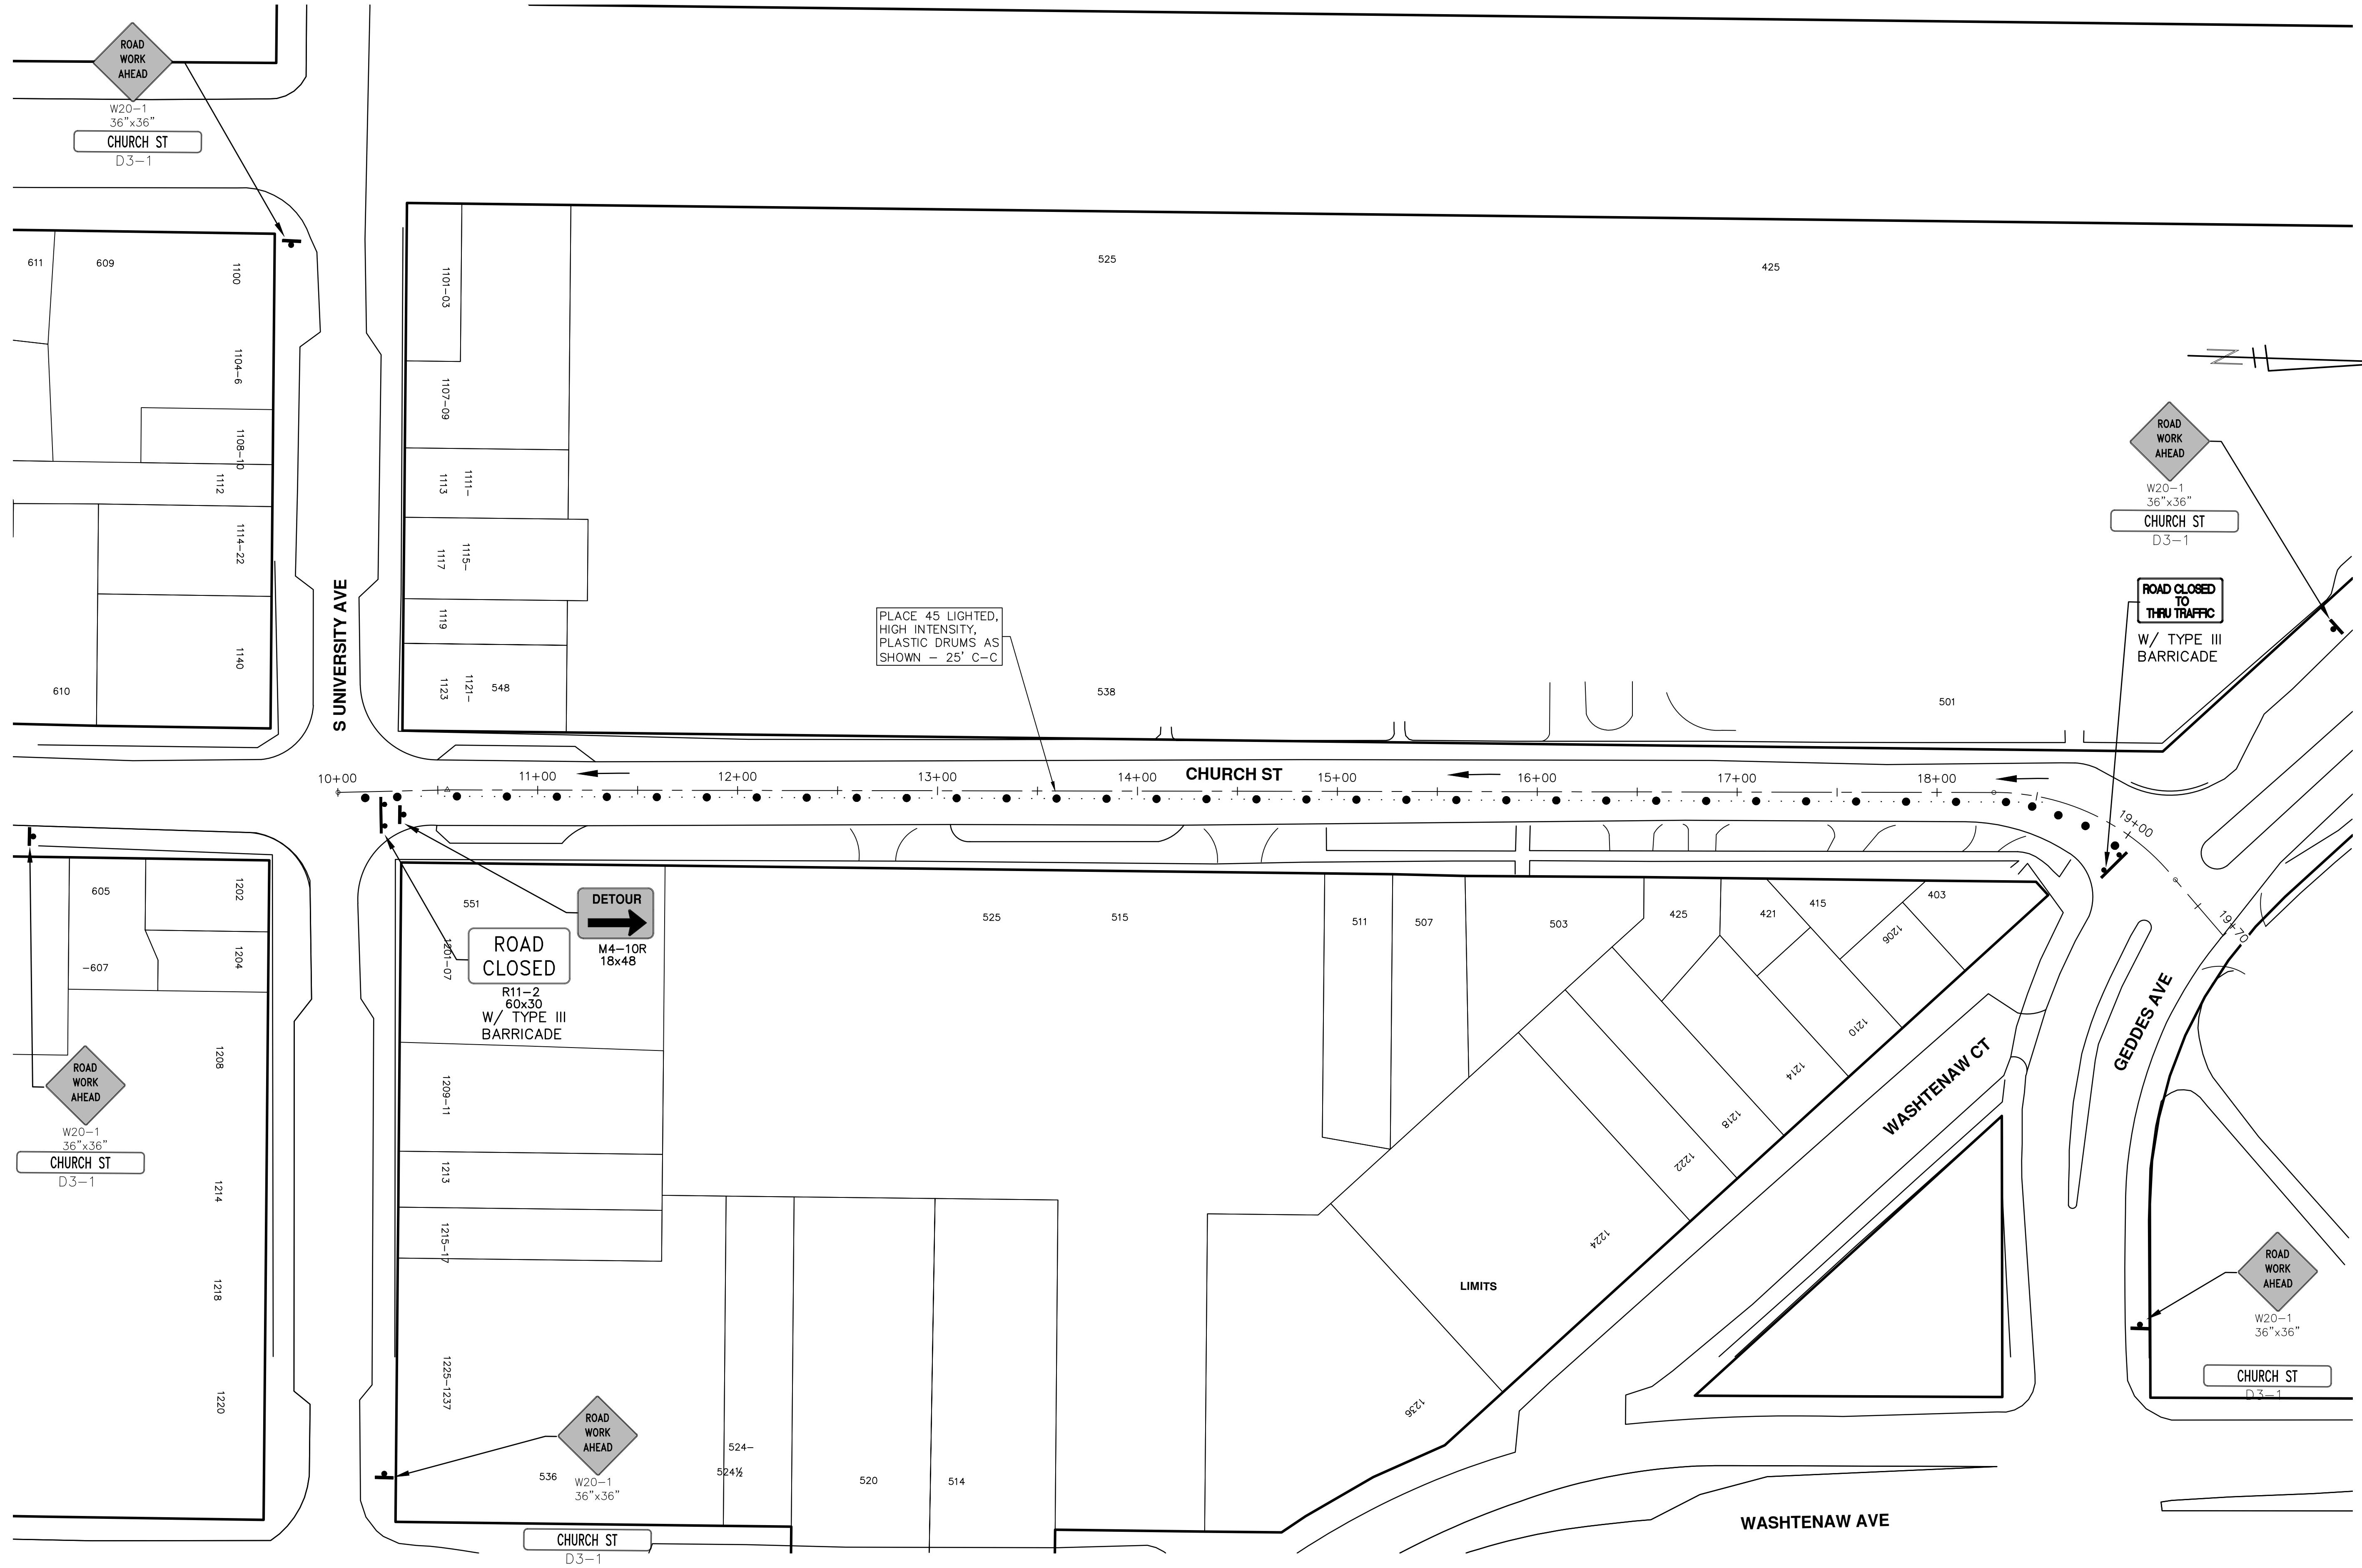 ROAD
WORK
AHEAD
W20-1
36"x36"
CHURCH ST
D3-1
611
609
1100
1104-6
1108-10
1112
1114-22
1140
610
S UNIVERSITY AVE
1101-03
1107-09
1111-
1113
1115-
1117
1119
1121-
1123
548
525
425
N
ROAD
WORK
AHEAD
W20-1
36"x36"
CHURCH ST
D3-1
ROAD CLOSED
TO
THRU TRAFFIC
W/ TYPE III
BARRICADE
PLACE 45 LIGHTED,
HIGH INTENSITY,
PLASTIC DRUMS AS
SHOWN - 25' C-C
538
501
10+00
11+00
12+00
13+00
14+00
CHURCH ST
15+00
16+00
17+00
18+00
19+00
19+70
605
-607
1202
1204
1208
1214
1218
1220
ROAD
WORK
AHEAD
W20-1
36"x36"
CHURCH ST
D3-1
551
1201-07
DETOUR
M4-10R
18x48
ROAD
CLOSED
R11-2
60x30
W/ TYPE III
BARRICADE
1209-11
1213
1215-17
1225-1237
525
515
511
507
503
425
421
415
403
1206
1210
1214
1218
1222
1224
1236
LIMITS
WASHTENAW CT
GEDDES AVE
ROAD
WORK
AHEAD
W20-1
36"x36"
CHURCH ST
D3-1
ROAD
WORK
AHEAD
W20-1
36"x36"
CHURCH ST
D3-1
536
524-
524½
520
514
WASHTENAW AVE